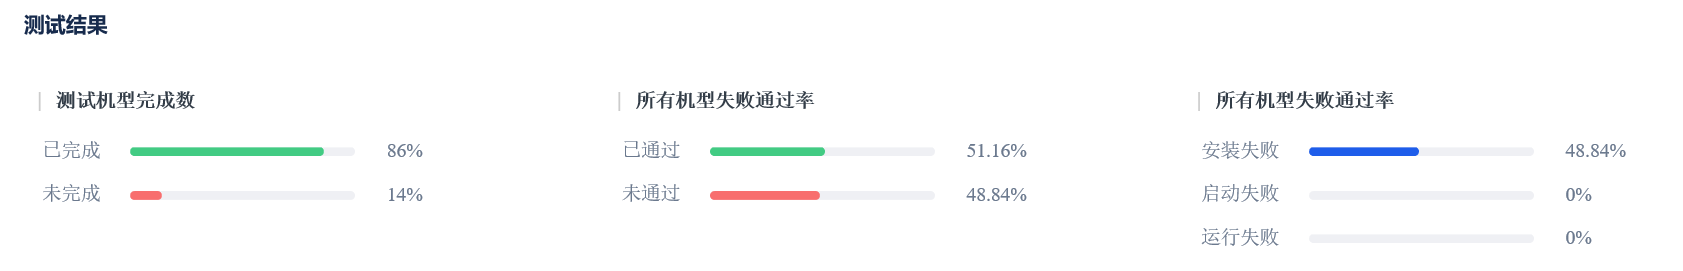 测试结果
测试机型完成数
已完成 86%
未完成 14%
所有机型失败通过率
已通过 51.16%
未通过 48.84%
所有机型失败通过率
安装失败 48.84%
启动失败 0%
运行失败 0%